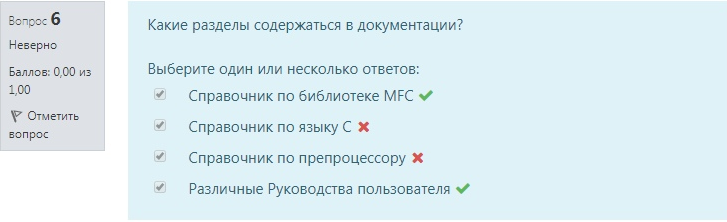 Вопрос 6
Неверно
Баллов: 0,00 из
1,00
Отметить
вопрос
Какие разделы содержаться в документации?
Выберите один или несколько ответов:
Справочник по библиотеке MFC
Справочник по языку С
Справочник по препроцессору
Различные Руководства пользователя